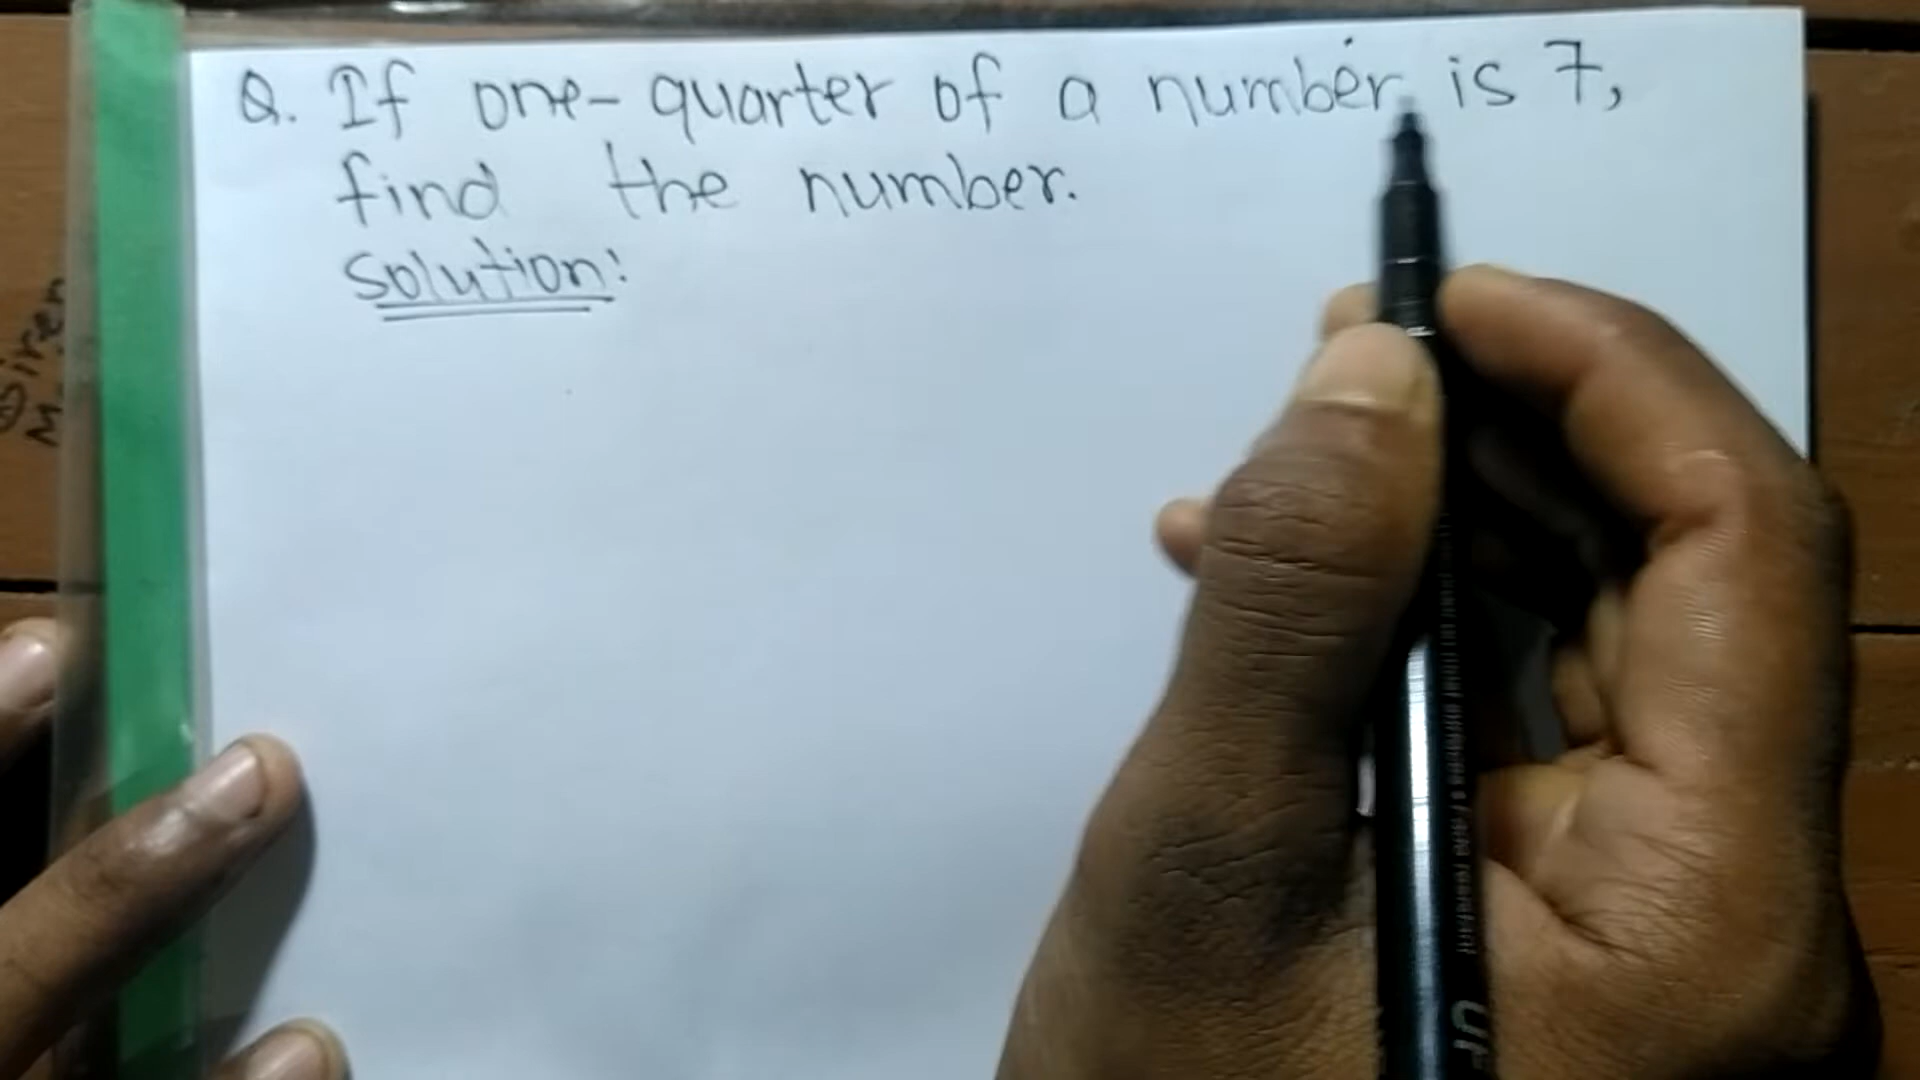 Q. If one-quarter of a number is 7,
find the number.
Solution: